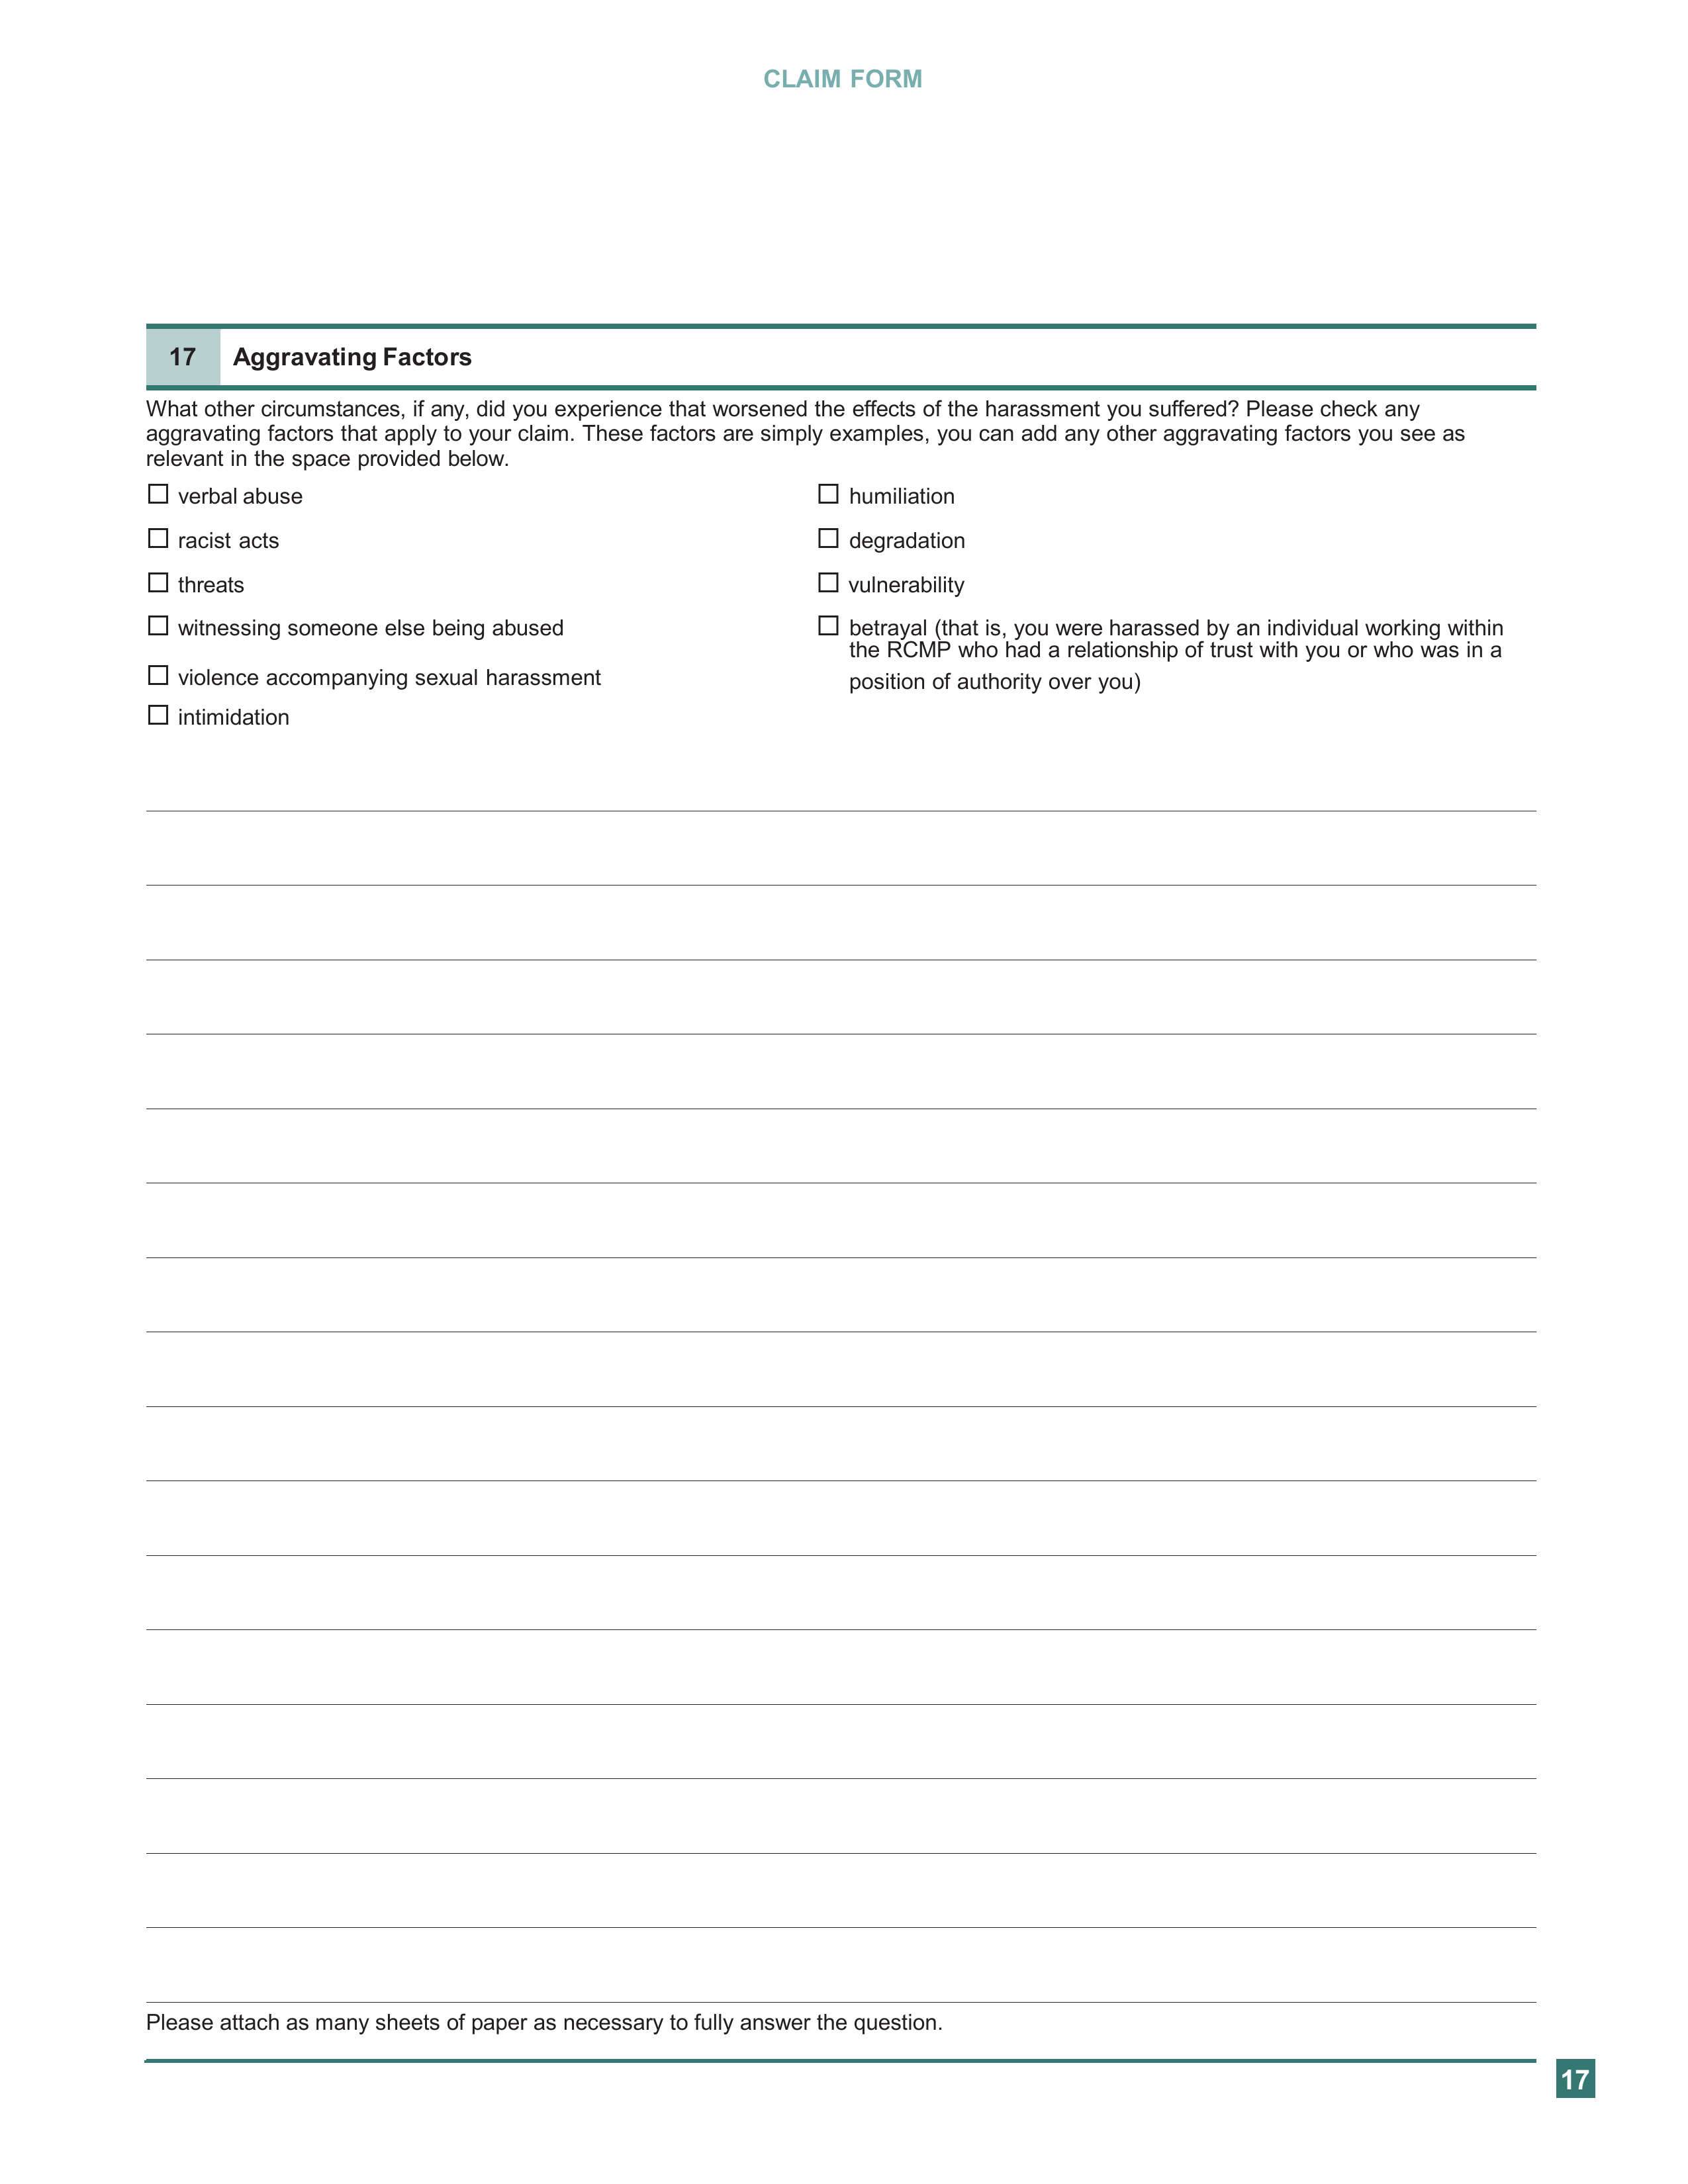 CLAIM FORM
17 Aggravating Factors
What other circumstances, if any, did you experience that worsened the effects of the harassment you suffered? Please check any
aggravating factors that apply to your claim. These factors are simply examples, you can add any other aggravating factors you see as
relevant in the space provided below.
verbal abuse
racist acts
threats
witnessing someone else being abused
violence accompanying sexual harassment
intimidation
humiliation
degradation
vulnerability
betrayal (that is, you were harassed by an individual working within
the RCMP who had a relationship of trust with you or who was in a
position of authority over you)
Please attach as many sheets of paper as necessary to fully answer the question.
17